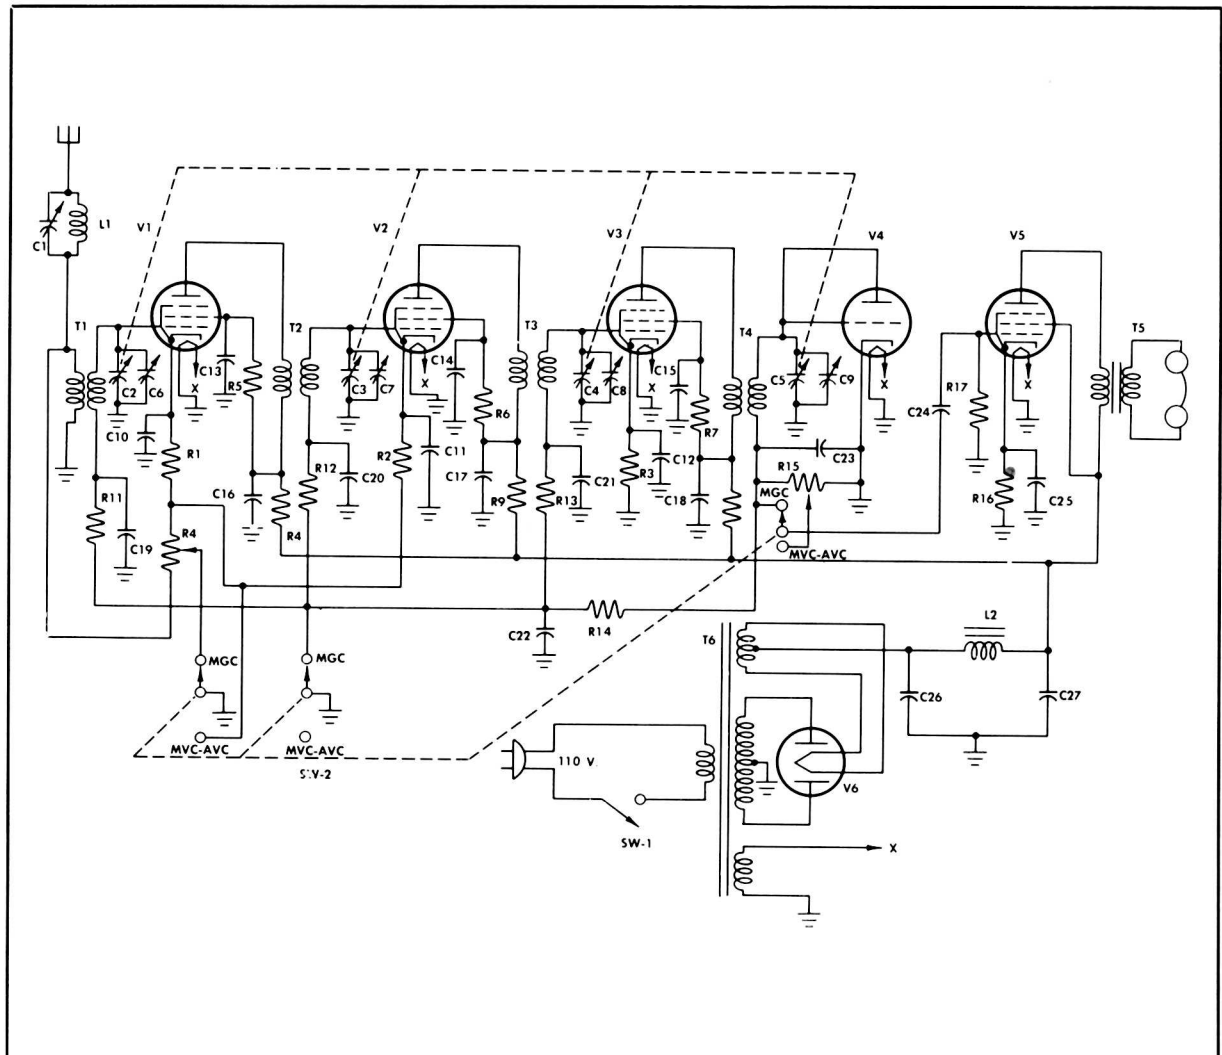 V1
V2
V3
V4
V5
L1
C1
T1
T2
T3
T4
T5
C2
C6
C13
X
R5
C3
C7
C14
X
R6
C4
C8
C15
X
R7
C5
C9
X
R17
X
C10
R1
C11
R2
C12
R3
C23
C24
R11
C19
R4
C16
R4
R12
C20
C17
R9
R13
C21
C18
R15
MGC
MVC-AVC
R16
C25
C22
R14
MGC
MGC
MVC-AVC
MVC-AVC
SW-2
T6
L2
C26
C27
110 V.
SW-1
V6
X